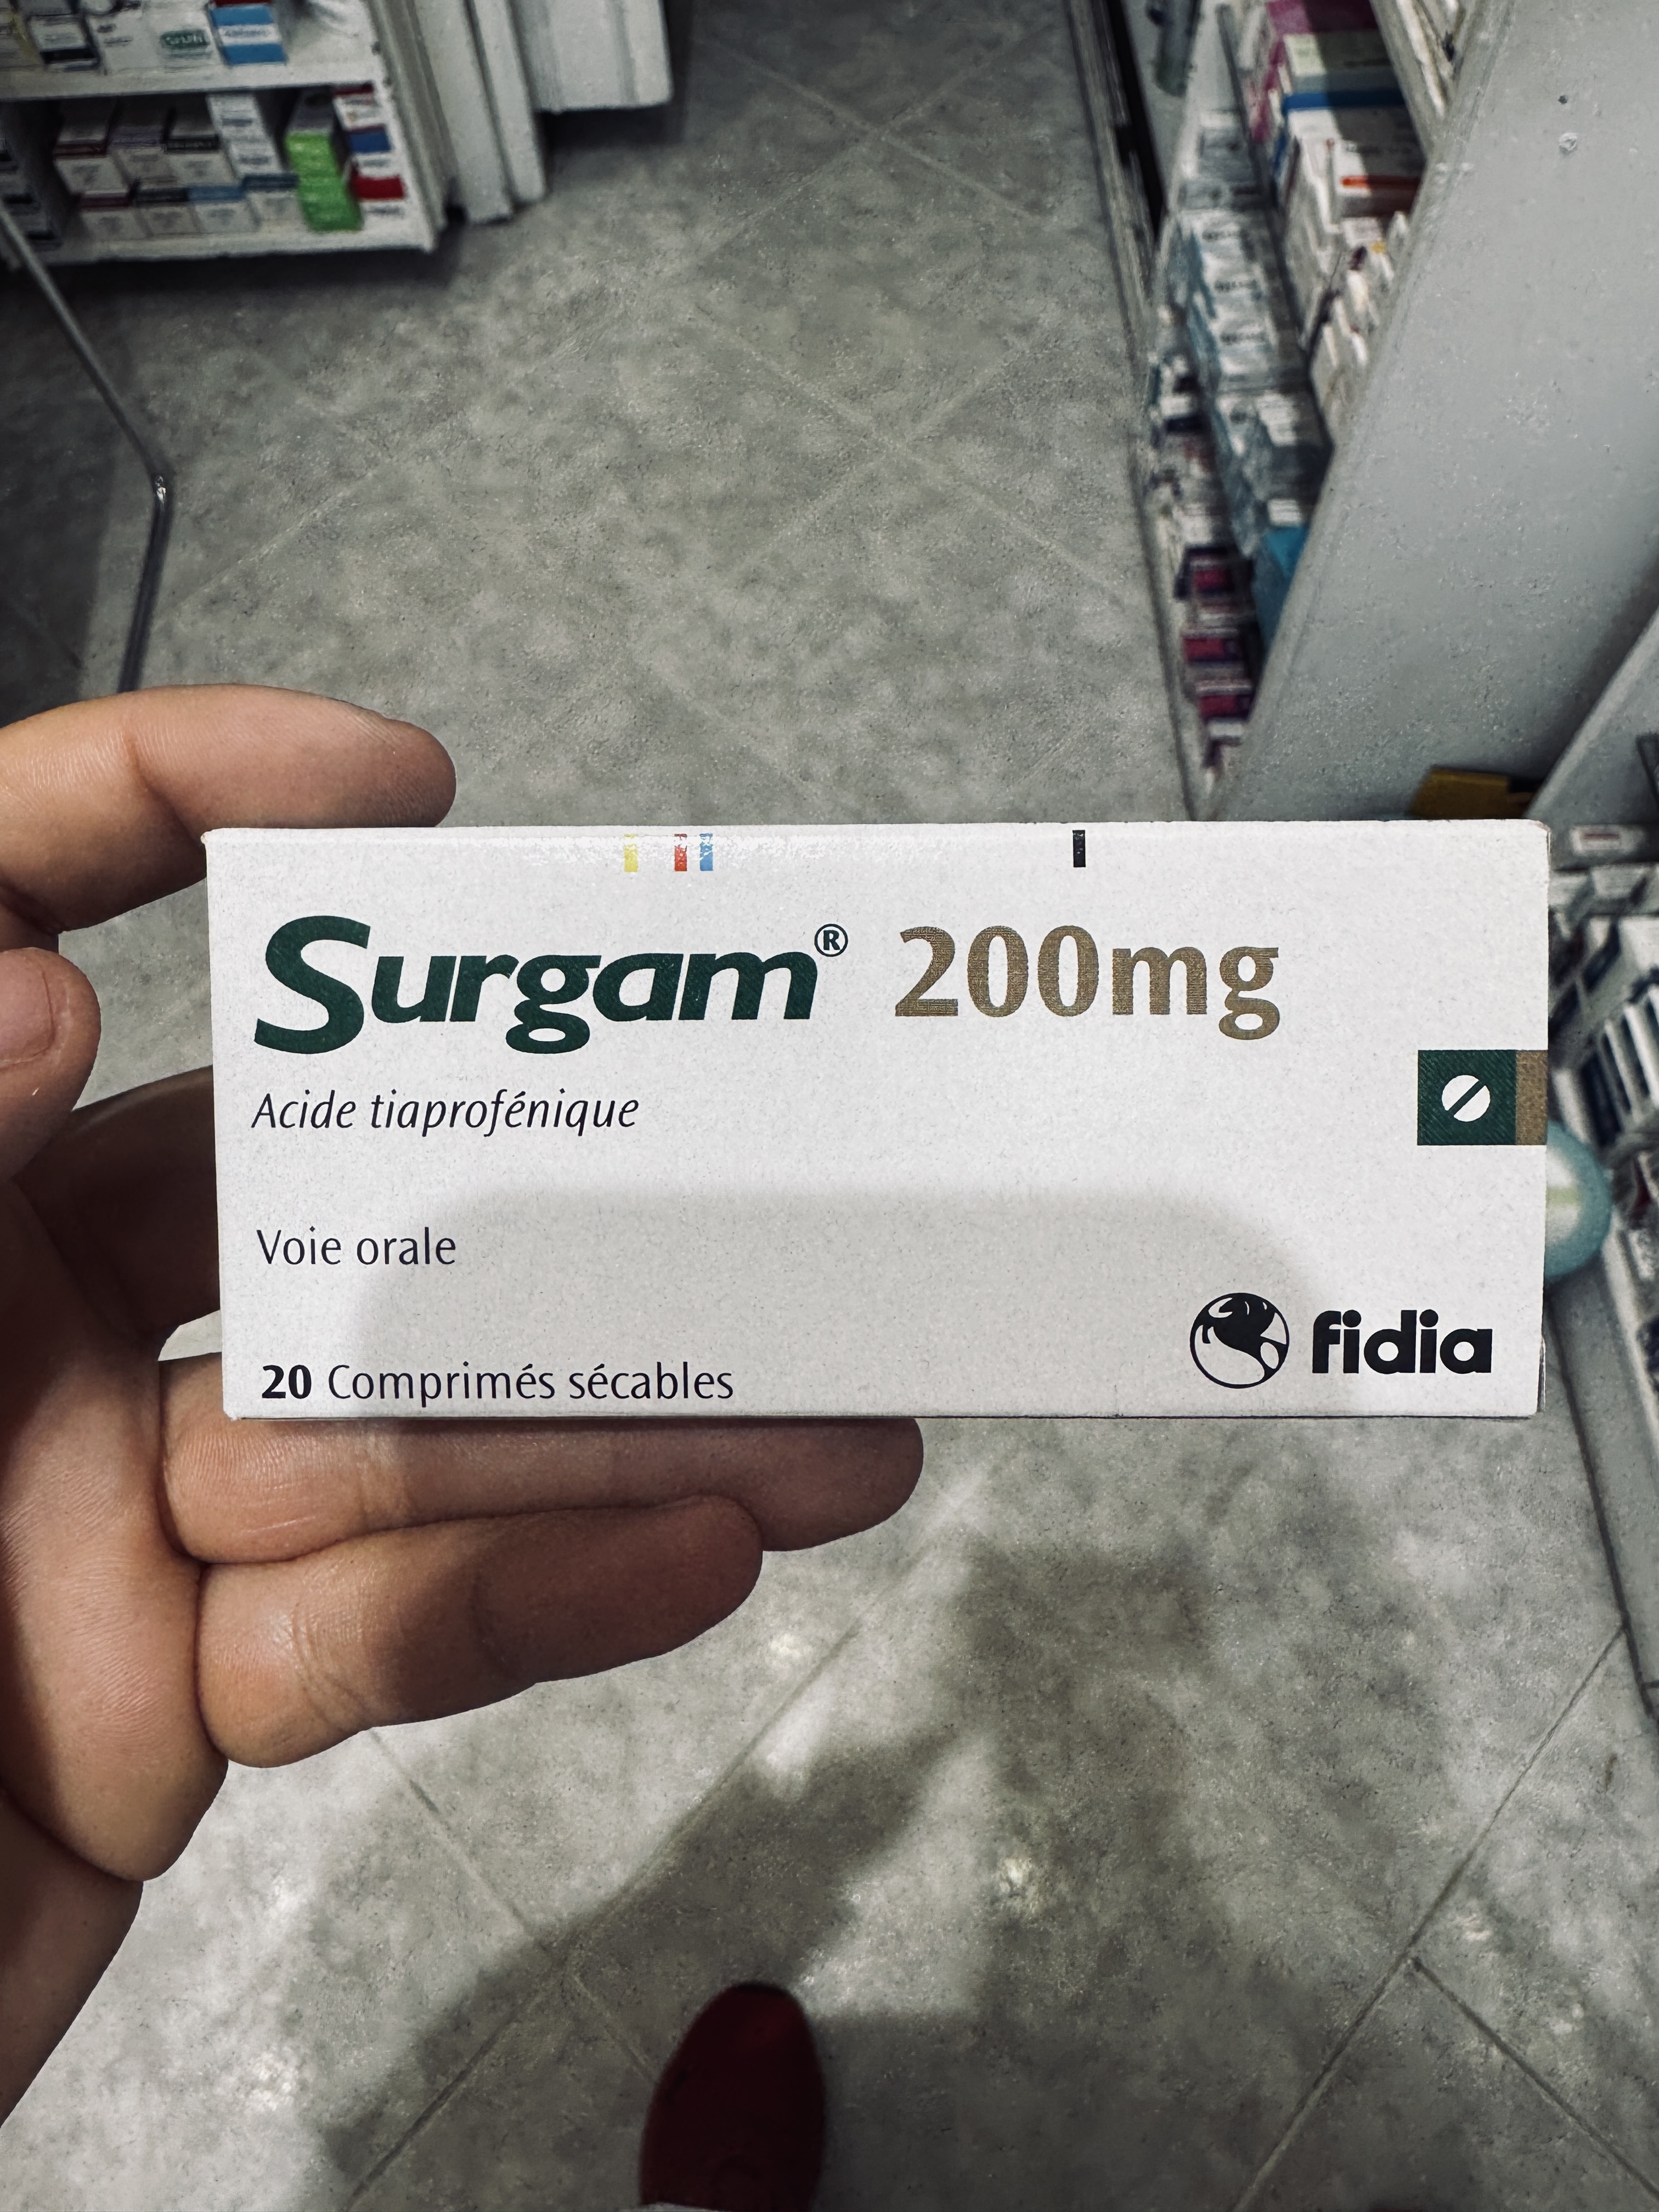 Surgam® 200mg
Acide tiaprofénique
Voie orale
20 Comprimés sécables
fidia